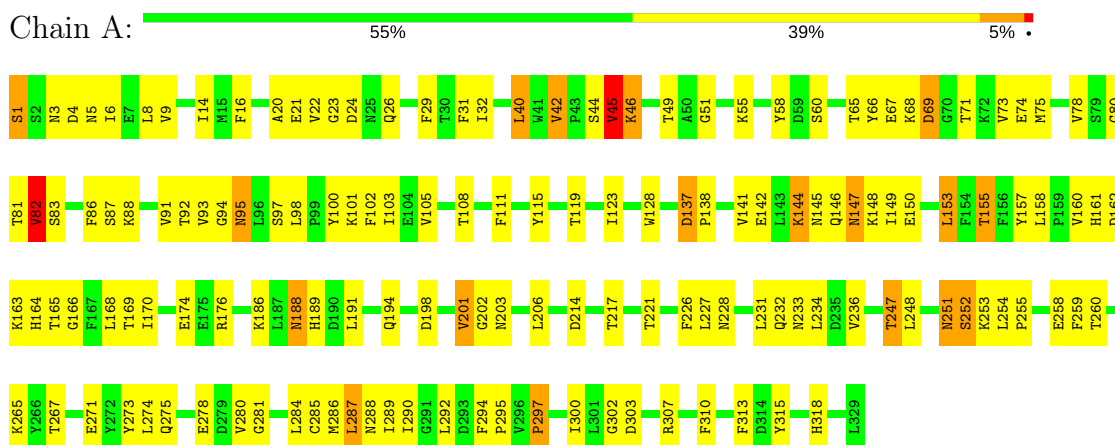 Chain A:
55% 39% 5% •
S1 S2 N3 D4 N5 I6 E7 L8 V9 I14 M15 F16 A20 E21 V22 G23 D24 N25 Q26 F29 T30 F31 I32 L40 W41 V42 P43 S44 V45 K46 T49 A50 G51 K55 Y58 D59 S60 T65 Y66 E67 K68 D69 G70 T71 K72 V73 E74 M75 V78 S79 G80
T81 V82 S83 F86 S87 K88 V91 T92 V93 G94 N95 L96 S97 L98 P99 Y100 K101 F102 I103 E104 V105 T108 F111 Y115 T119 I123 W128 D137 P138 V141 E142 L143 K144 N145 Q146 N147 K148 I149 E150 L153 F154 T155 F156 Y157 L158 P159 V160 H161 D162
K163 H164 T165 G166 F167 L168 T169 I170 E174 E175 R176 K186 L187 N188 H189 D190 L191 Q194 D198 V201 G202 N203 L206 D214 T217 T221 F226 L227 N228 L231 Q232 N233 L234 D235 V236 T247 L248 N251 S252 K253 L254 P255 E258 F259 T260
K265 Y266 T267 E271 Y272 Y273 L274 Q275 E278 D279 V280 G281 L284 C285 M286 L287 N288 I289 I290 G291 L292 D293 F294 P295 V296 P297 I300 L301 G302 D303 R307 F310 F313 D314 Y315 H318 L329